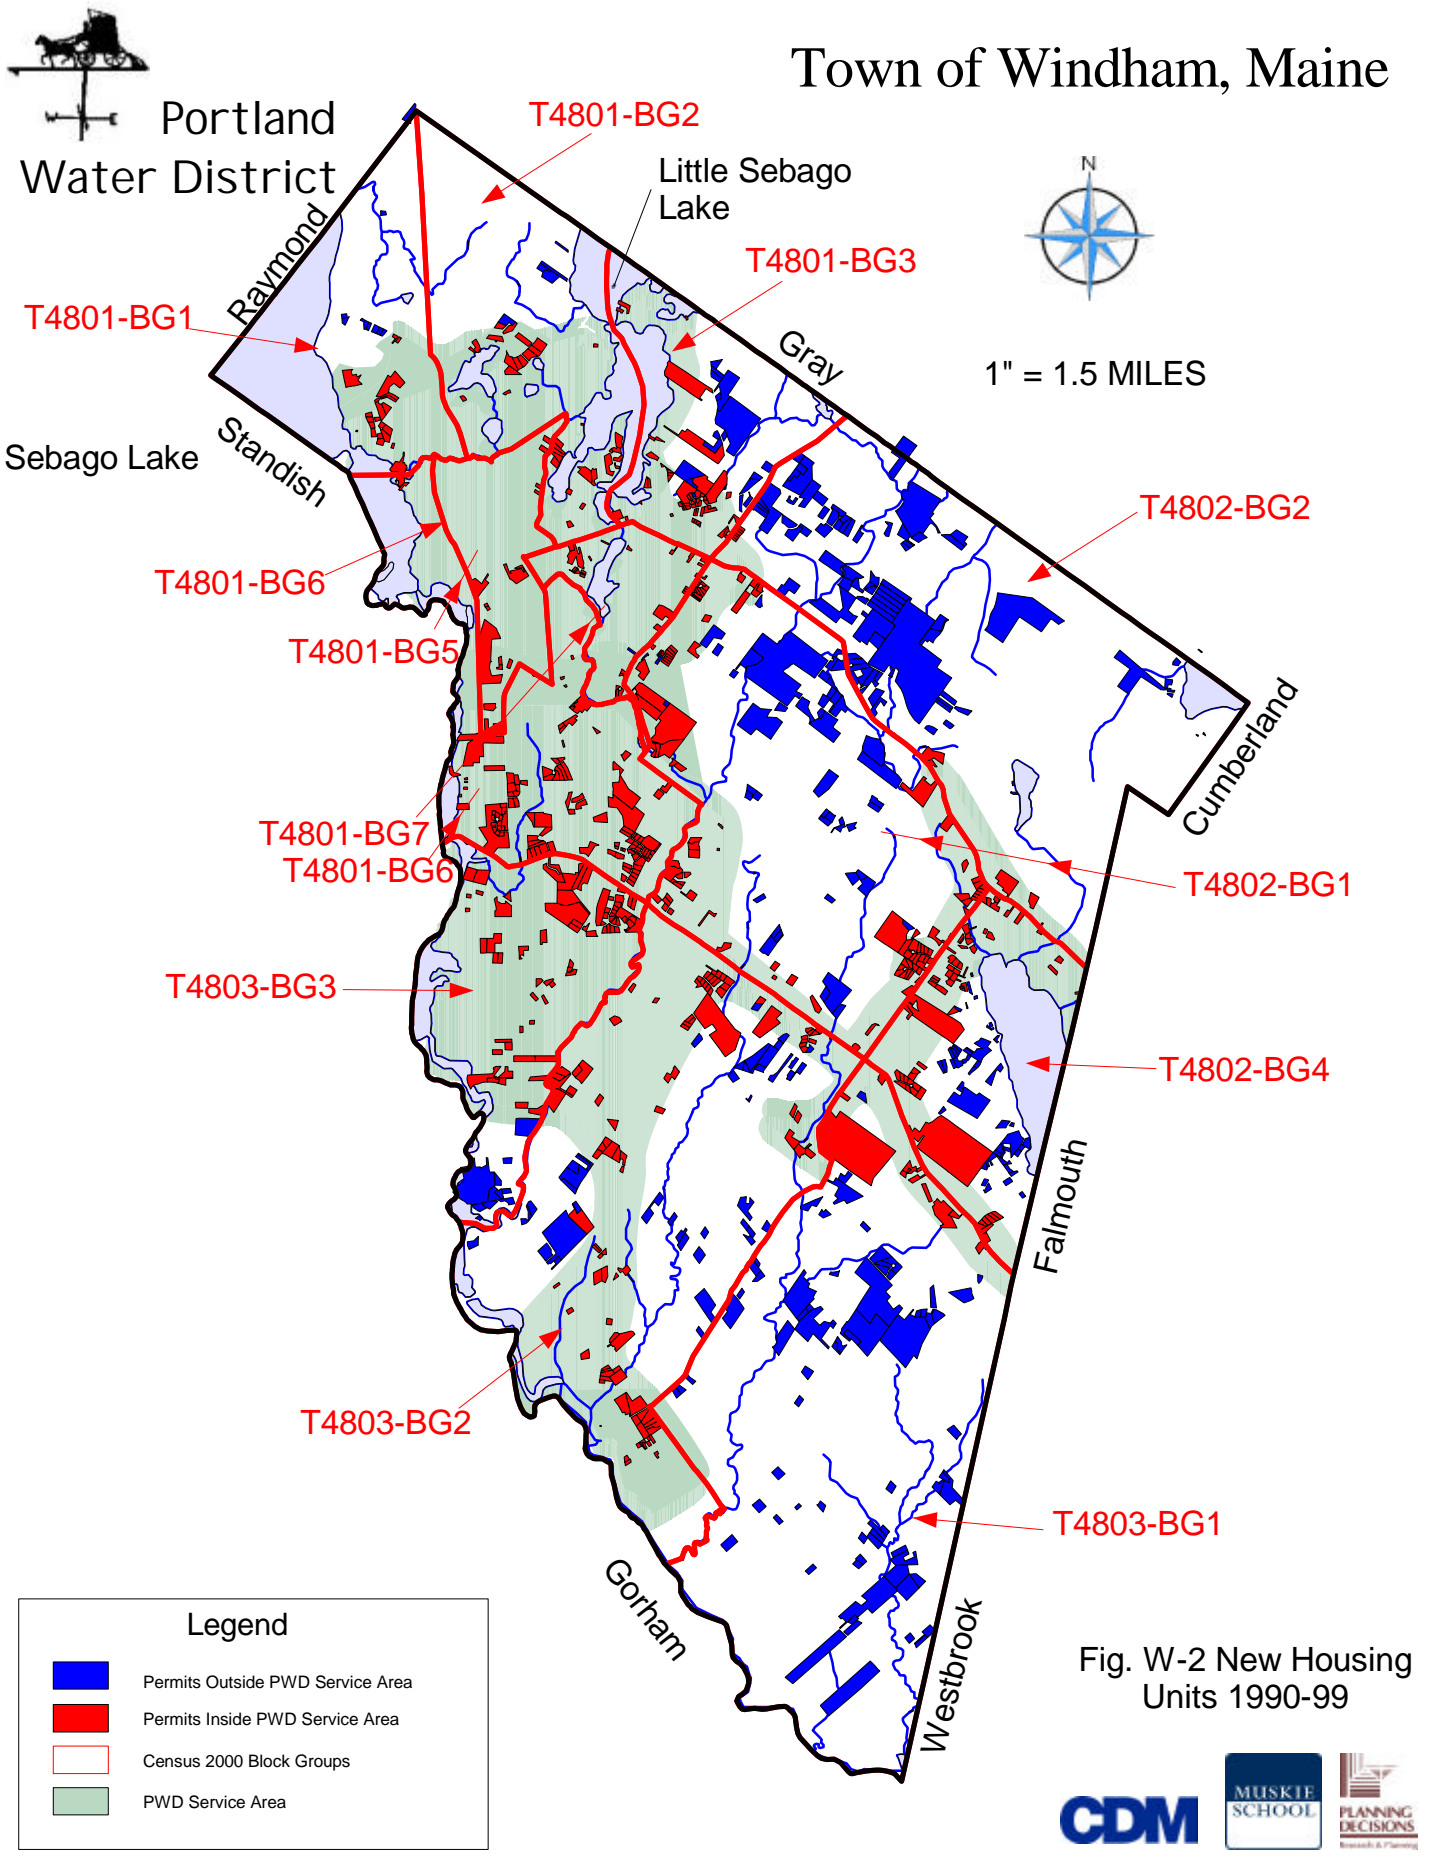 Town of Windham, Maine
Portland
Water District
T4801-BG2
Little Sebago
Lake
N
Raymond
T4801-BG3
T4801-BG1
Gray
1" = 1.5 MILES
Standish
Sebago Lake
T4802-BG2
T4801-BG6
T4801-BG5
Cumberland
T4801-BG7
T4801-BG6
T4802-BG1
T4803-BG3
T4802-BG4
Falmouth
T4803-BG2
T4803-BG1
Gorham
Westbrook
Legend
Permits Outside PWD Service Area
Permits Inside PWD Service Area
Census 2000 Block Groups
PWD Service Area
Fig. W-2 New Housing
Units 1990-99
CDM
MUSKIE
SCHOOL
PLANNING
DECISIONS
Research & Planning